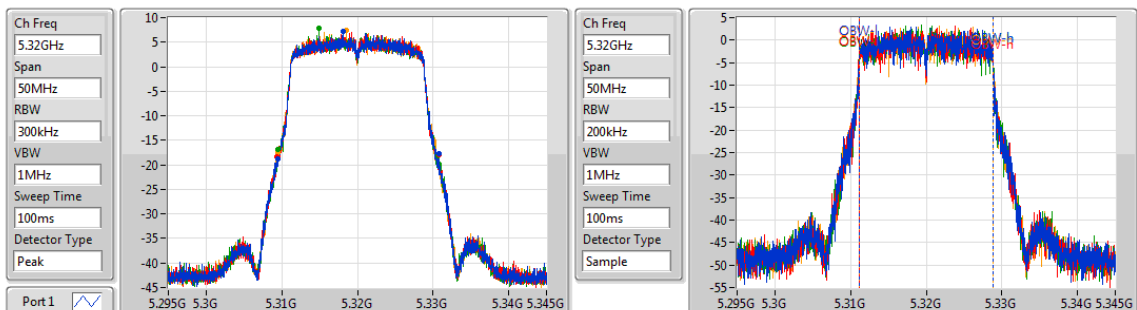 Ch Freq
5.32GHz
Span
50MHz
RBW
300kHz
VBW
1MHz
Sweep Time
100ms
Detector Type
Peak
Port 1
10
5
0
-5
-10
-15
-20
-25
-30
-35
-40
-45
5.295G 5.3G 5.31G 5.32G 5.33G 5.34G 5.345G
Ch Freq
5.32GHz
Span
50MHz
RBW
200kHz
VBW
1MHz
Sweep Time
100ms
Detector Type
Sample
5
0
-5
-10
-15
-20
-25
-30
-35
-40
-45
-50
-55
OBW-h
OBW-h
5.295G 5.3G 5.31G 5.32G 5.33G 5.34G 5.345G